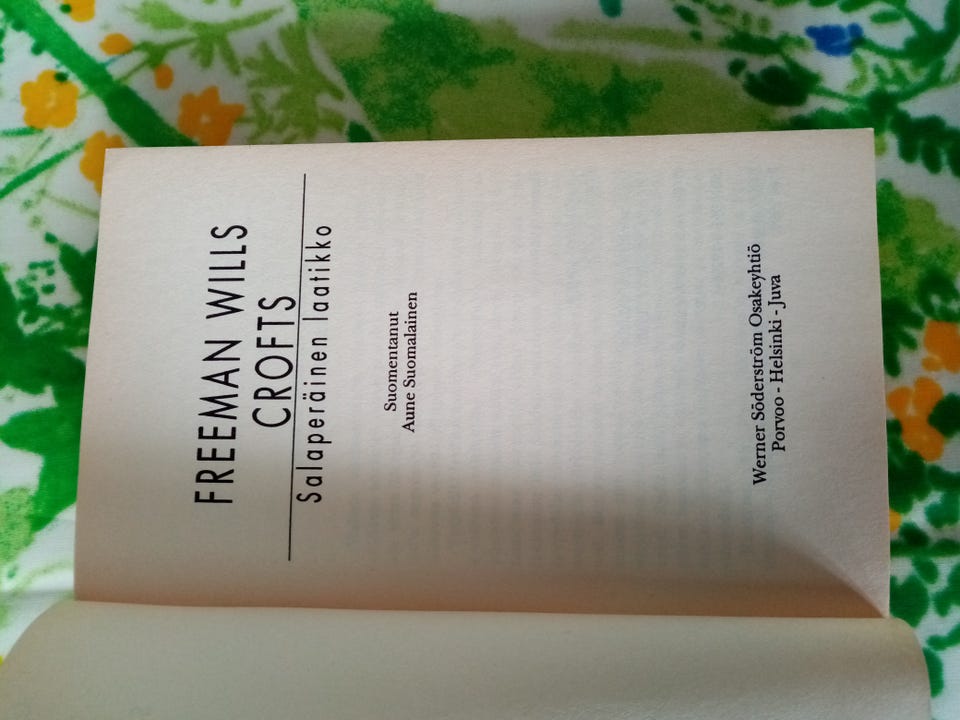 FREEMAN WILLS
CROFTS
Salaperäinen laatikko
Suomentanut
Aune Suomalainen
Werner Söderström Osakeyhtiö
Porvoo - Helsinki - Juva